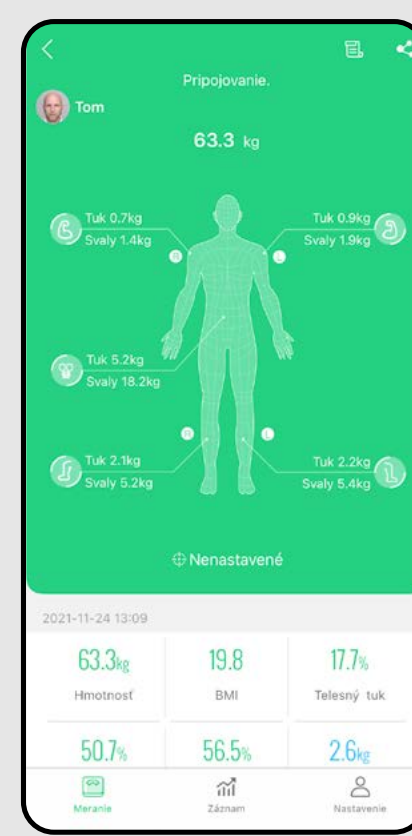 Pripojovanie.
Tom
63.3 kg
Tuk 0.7kg
Svaly 1.4kg
Tuk 0.9kg
Svaly 1.9kg
R
L
Tuk 5.2kg
Svaly 18.2kg
R
L
Tuk 2.1kg
Svaly 5.2kg
Tuk 2.2kg
Svaly 5.4kg
Nenastavené
2021-11-24 13:09
63.3kg 19.8 17.7%
Hmotnosť BMI Telesný tuk
50.7% 56.5% 2.6kg
Meranie Záznam Nastavenie